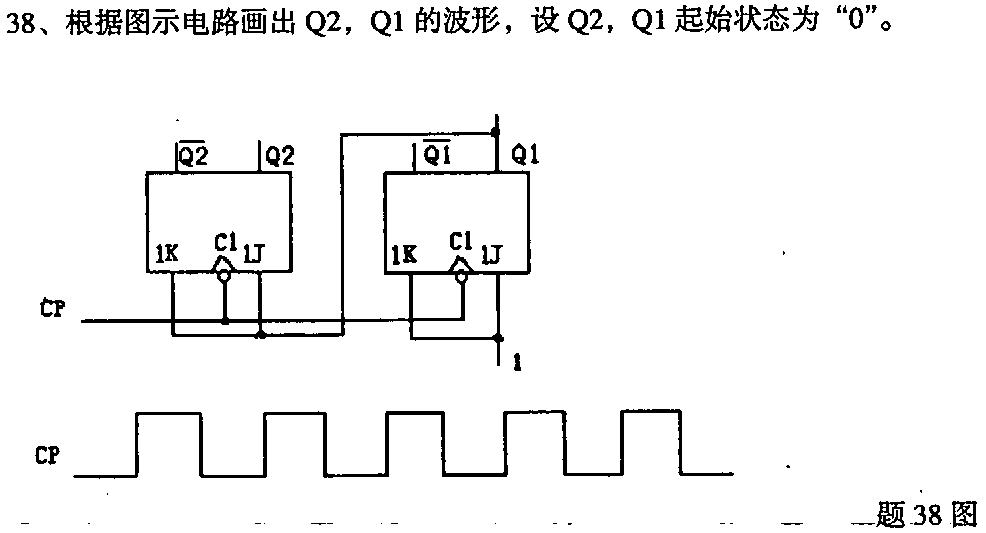 38、根据图示电路画出 Q2，Q1 的波形，设 Q2，Q1 起始状态为“0”。
Q2 Q2 Q1 Q1
1K C1 1J 1K C1 1J
CP
1
CP
题 38 图